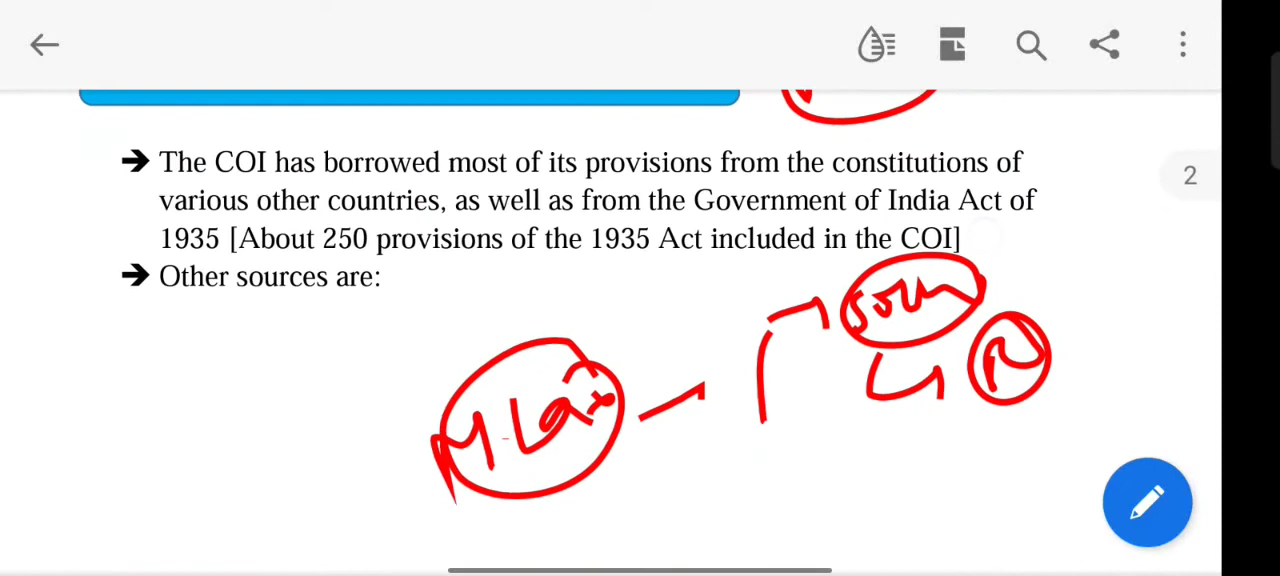 ➔ The COI has borrowed most of its provisions from the constitutions of
various other countries, as well as from the Government of India Act of
1935 [About 250 provisions of the 1935 Act included in the COI]
➔ Other sources are:
2